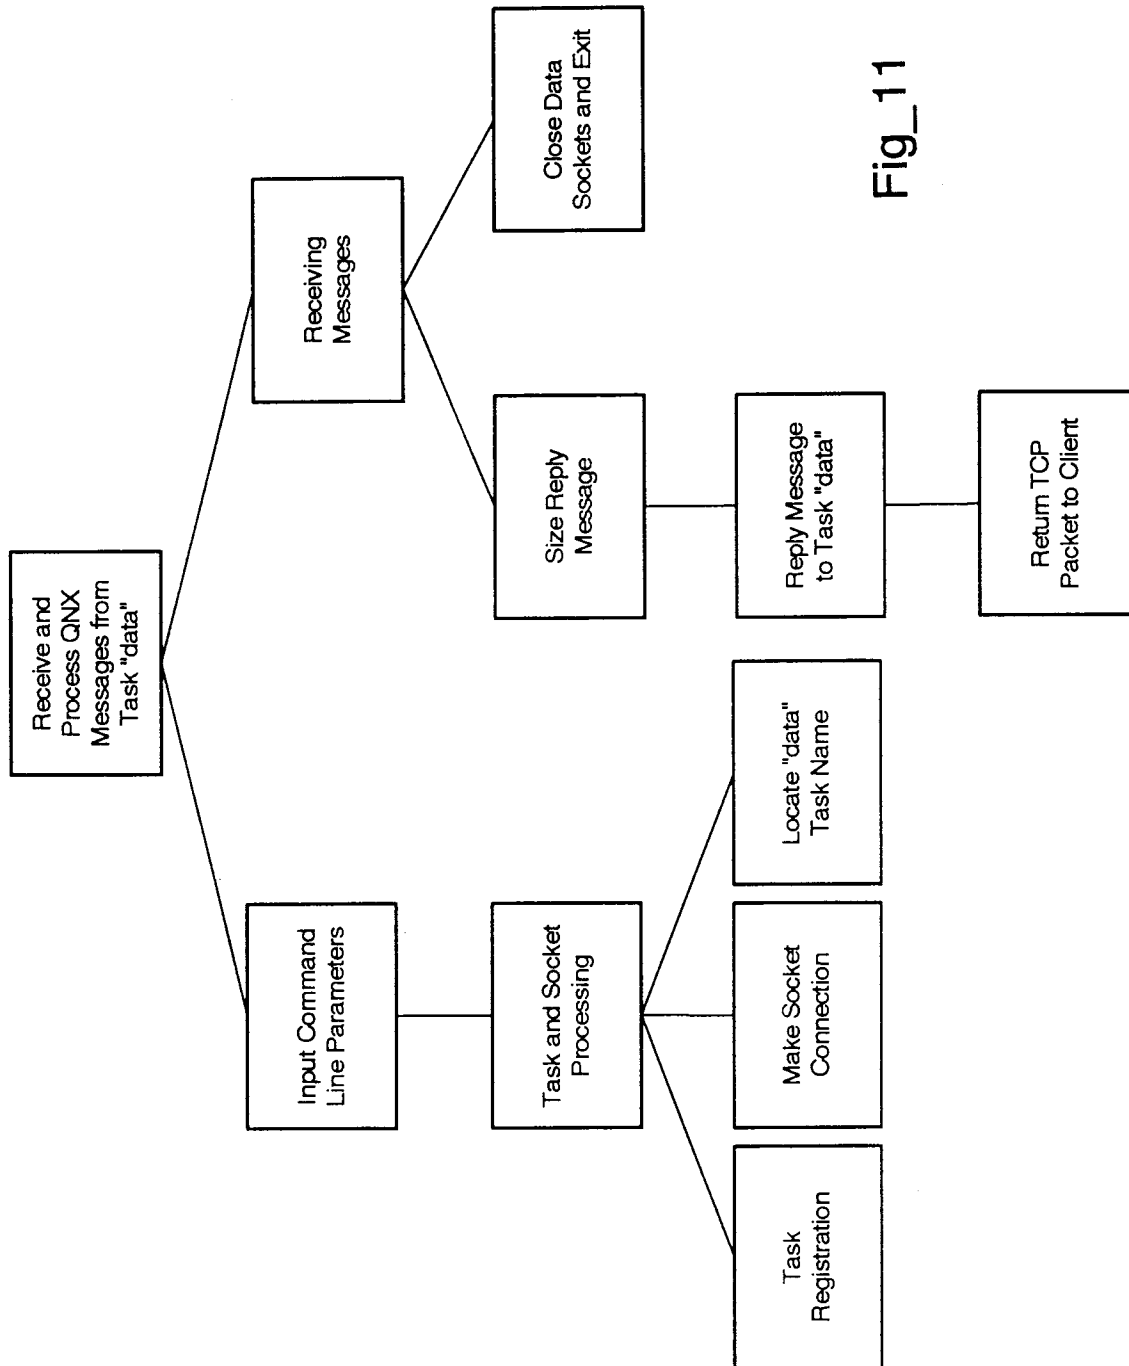 Receive and
Process QNX
Messages from
Task "data"
Input Command
Line Parameters
Receiving
Messages
Task and Socket
Processing
Size Reply
Message
Close Data
Sockets and Exit
Task
Registration
Make Socket
Connection
Locate "data"
Task Name
Reply Message
to Task "data"
Return TCP
Packet to Client
Fig_11